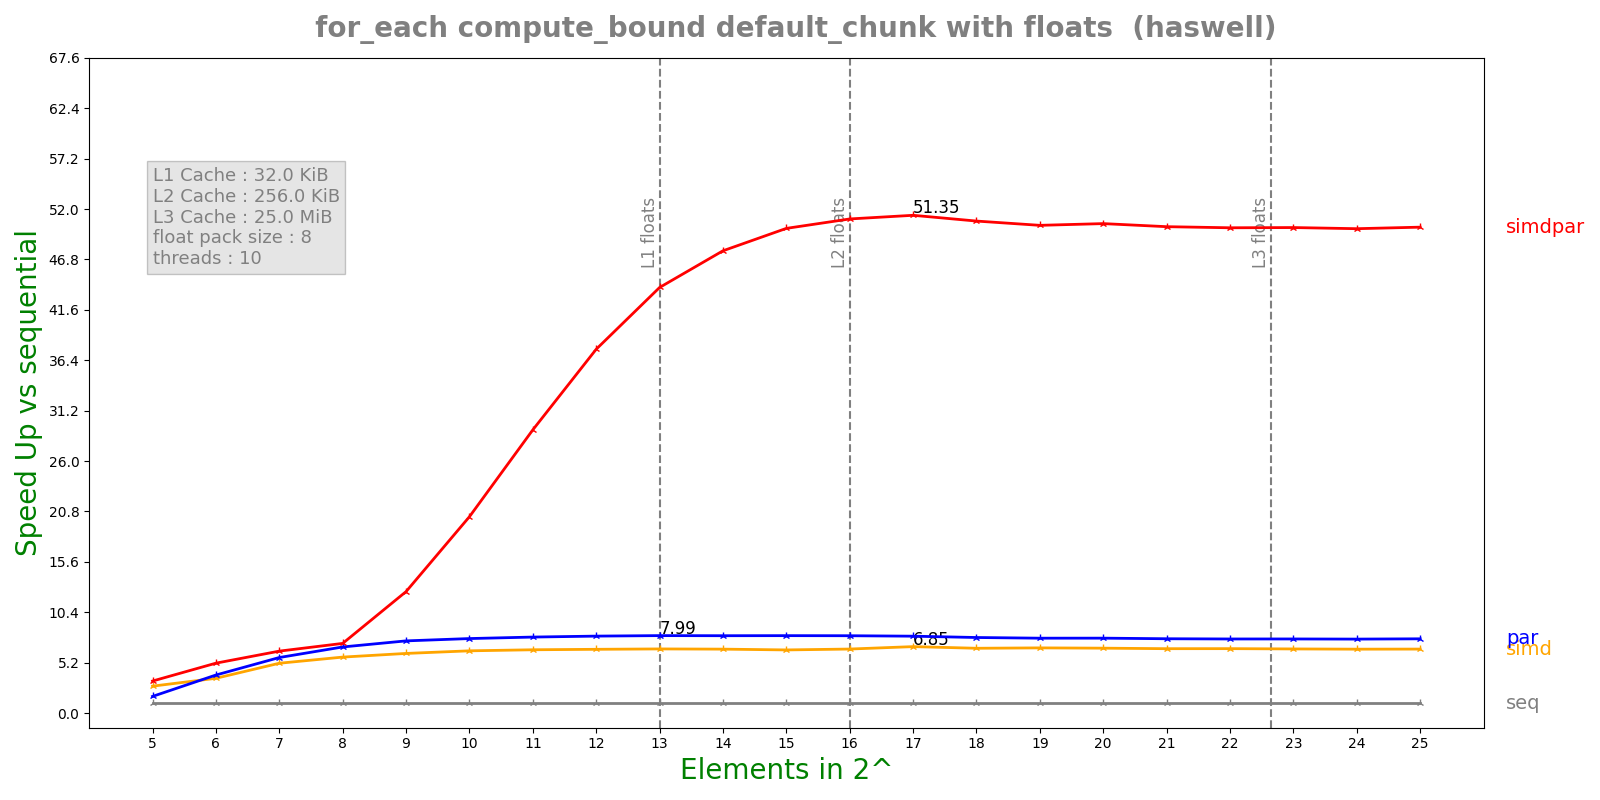 for_each compute_bound default_chunk with floats  (haswell)
67.6
62.4
57.2
52.0
46.8
41.6
36.4
31.2
26.0
20.8
15.6
10.4
5.2
0.0
Speed Up vs sequential
L1 Cache : 32.0 KiB
L2 Cache : 256.0 KiB
L3 Cache : 25.0 MiB
float pack size : 8
threads : 10
L1 floats
L2 floats
L3 floats
51.35
7.99
6.85
simdpar
par
simd
seq
5 6 7 8 9 10 11 12 13 14 15 16 17 18 19 20 21 22 23 24 25
Elements in 2^